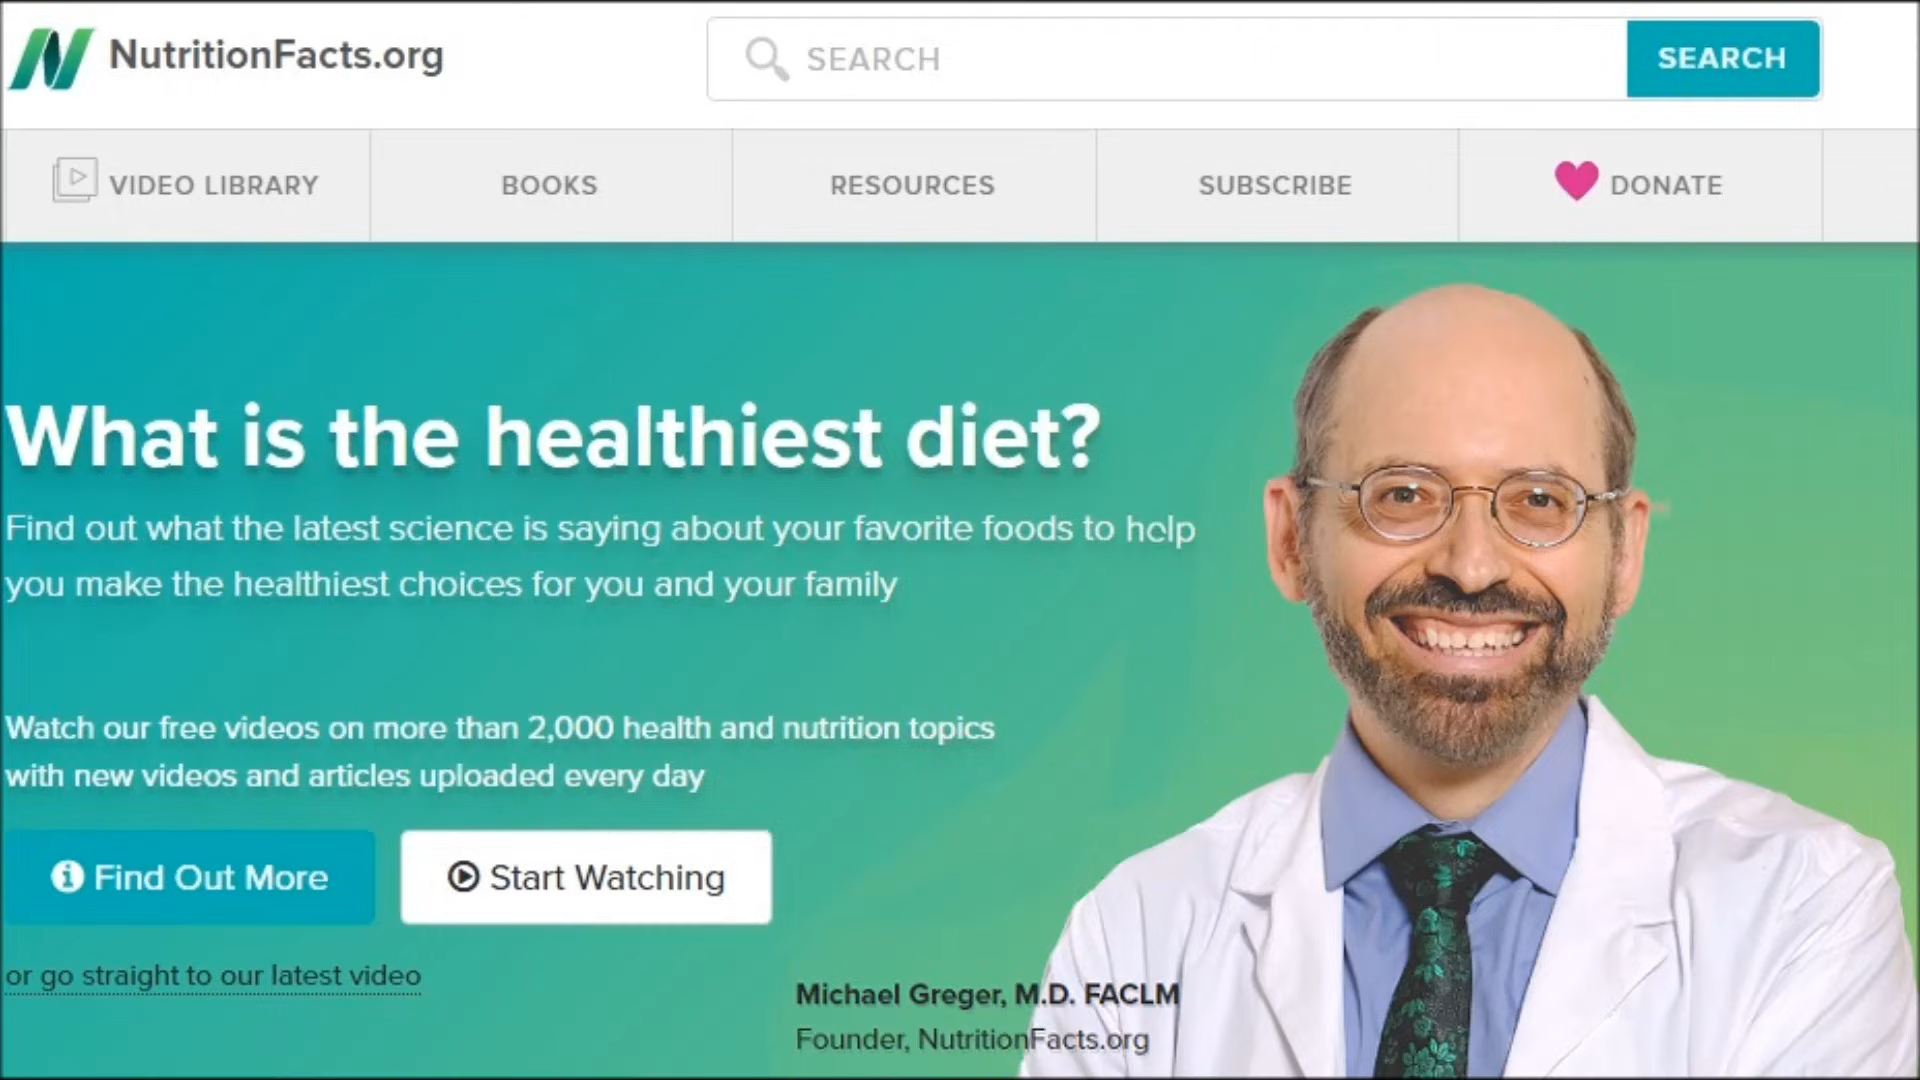 NutritionFacts.org
SEARCH
SEARCH
VIDEO LIBRARY
BOOKS
RESOURCES
SUBSCRIBE
DONATE
What is the healthiest diet?
Find out what the latest science is saying about your favorite foods to help
you make the healthiest choices for you and your family
Watch our free videos on more than 2,000 health and nutrition topics
with new videos and articles uploaded every day
Find Out More
Start Watching
or go straight to our latest video
Michael Greger, M.D. FACLM
Founder, NutritionFacts.org